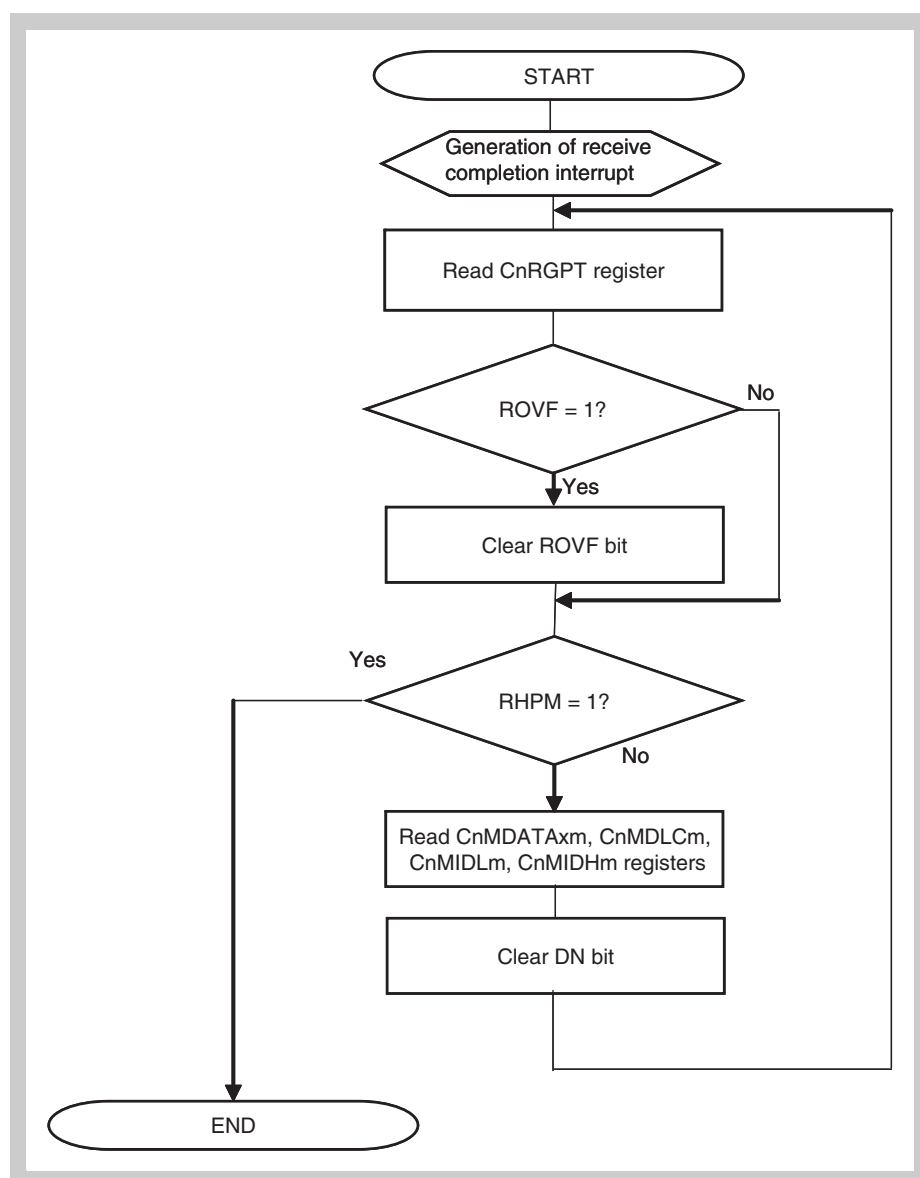 START
Generation of receive
completion interrupt
Read CnRGPT register
ROVF = 1?
No
Yes
Clear ROVF bit
Yes
RHPM = 1?
No
Read CnMDATAxm, CnMDLCm,
CnMIDLm, CnMIDHm registers
Clear DN bit
END